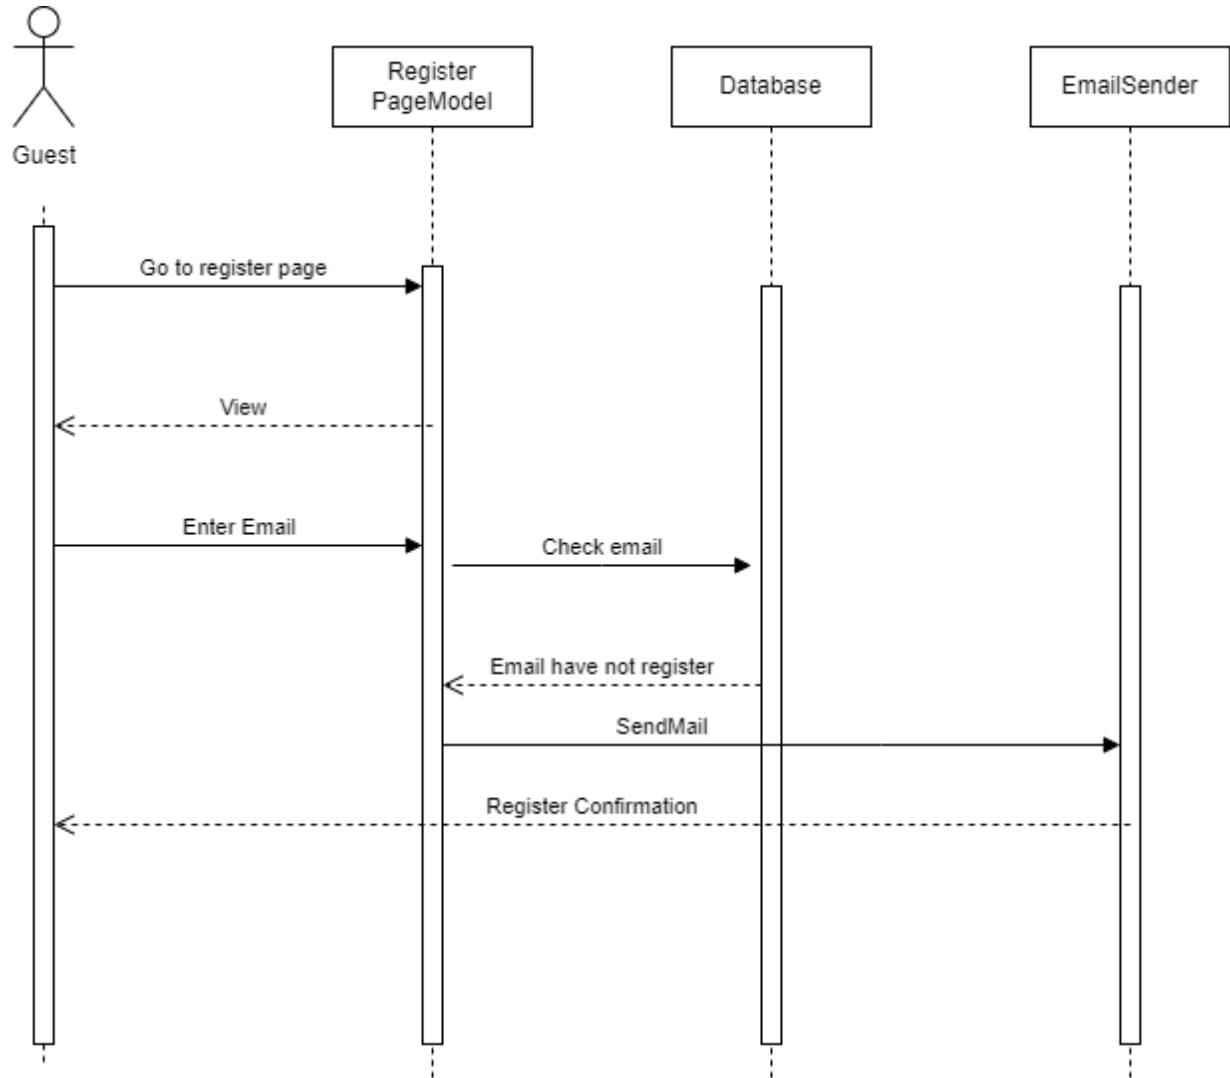 Register
PageModel
Database
EmailSender
Guest
Go to register page
View
Enter Email
Check email
Email have not register
SendMail
Register Confirmation